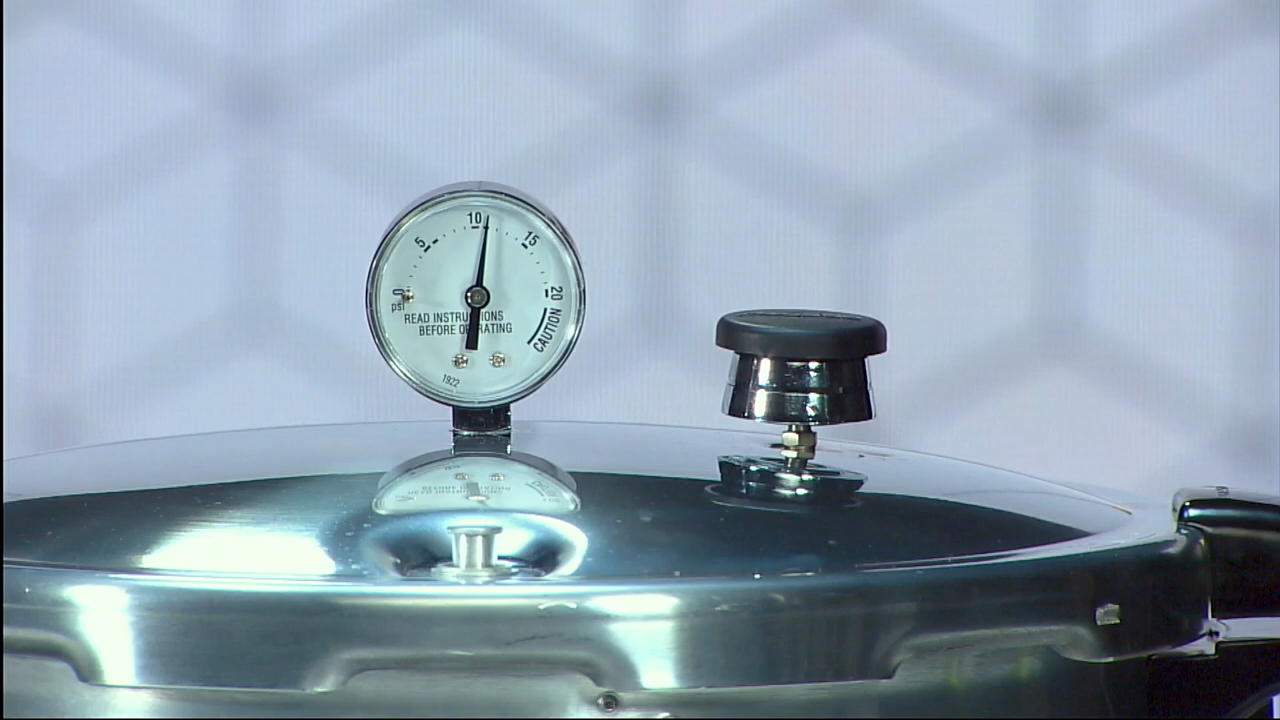 0
5
10
15
20
psi
READ INSTRUCTIONS
BEFORE OPERATING
CAUTION
1922